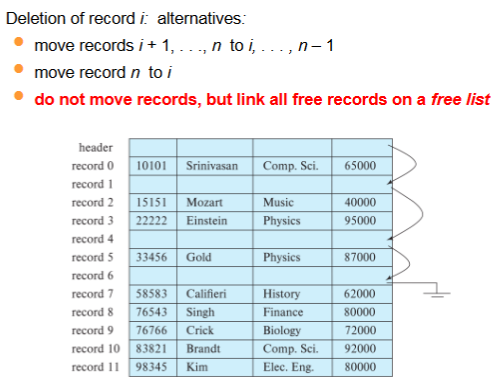 Deletion of record i: alternatives:
• move records i + 1, . . ., n to i, . . . , n – 1
• move record n to i
• do not move records, but link all free records on a free list
header
record 0 10101 Srinivasan Comp. Sci. 65000
record 1
record 2 15151 Mozart Music 40000
record 3 22222 Einstein Physics 95000
record 4
record 5 33456 Gold Physics 87000
record 6
record 7 58583 Califieri History 62000
record 8 76543 Singh Finance 80000
record 9 76766 Crick Biology 72000
record 10 83821 Brandt Comp. Sci. 92000
record 11 98345 Kim Elec. Eng. 80000